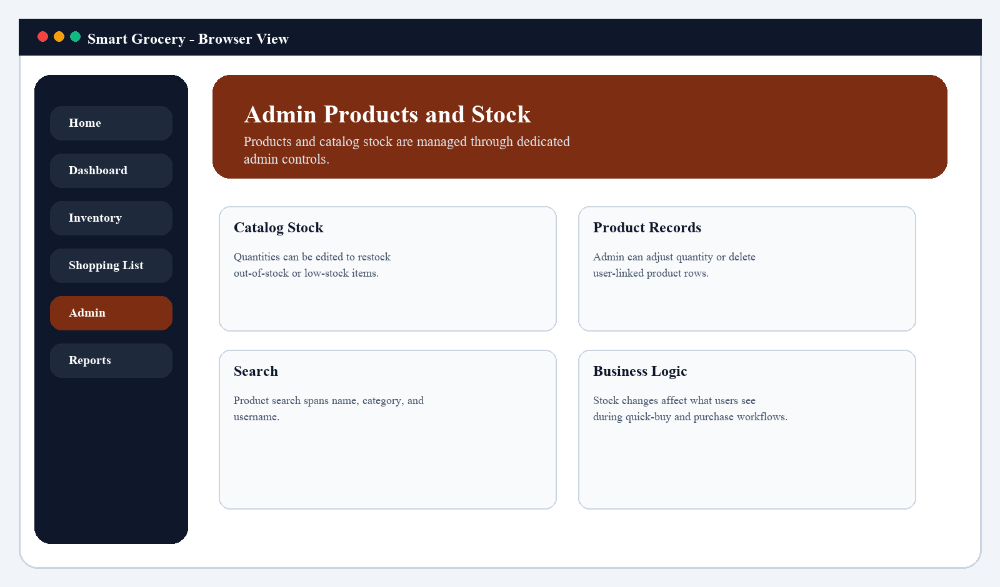 Smart Grocery - Browser View
Home
Dashboard
Inventory
Shopping List
Admin
Reports
Admin Products and Stock
Products and catalog stock are managed through dedicated
admin controls.
Catalog Stock
Quantities can be edited to restock
out-of-stock or low-stock items.
Product Records
Admin can adjust quantity or delete
user-linked product rows.
Search
Product search spans name, category, and
username.
Business Logic
Stock changes affect what users see
during quick-buy and purchase workflows.